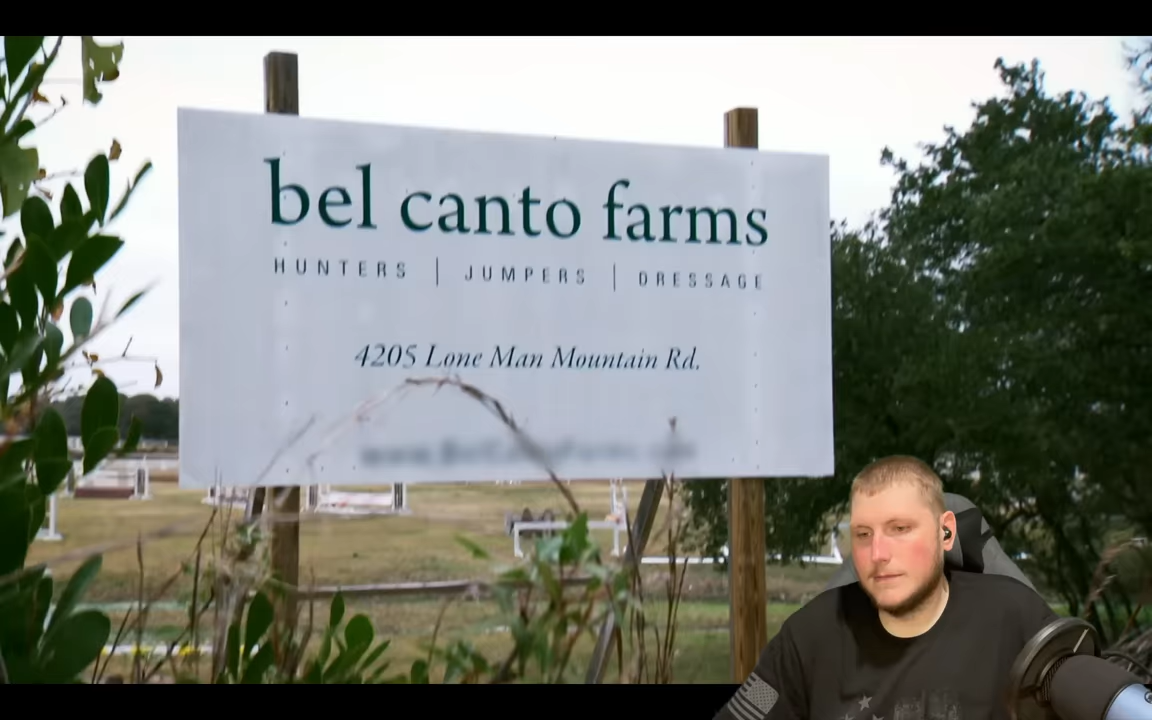 bel canto farms
HUNTERS | JUMPERS | DRESSAGE
4205 Lone Man Mountain Rd.